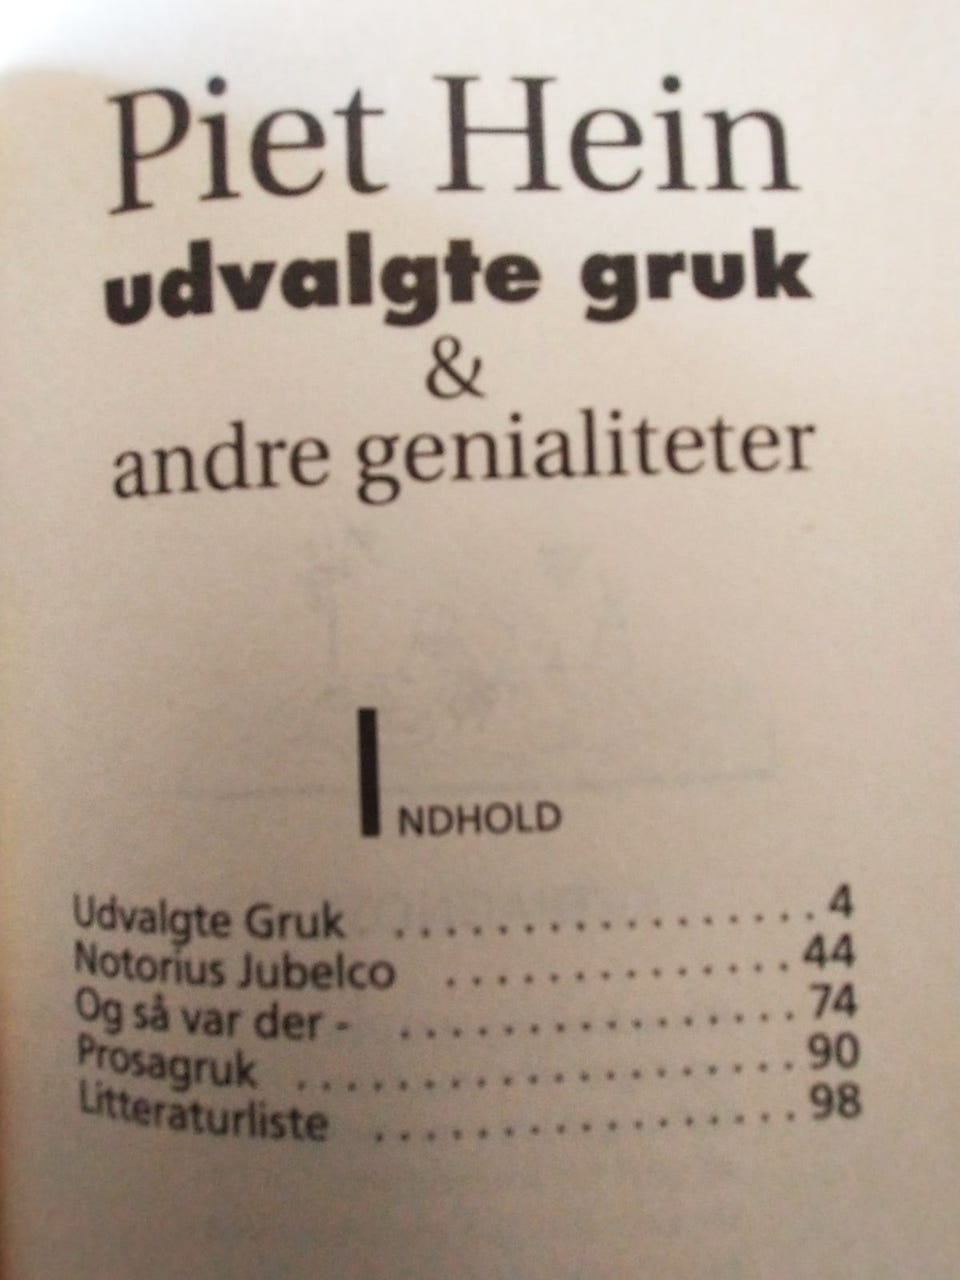 Piet Hein
udvalgte gruk
&
andre genialiteter
INDHOLD
Udvalgte Gruk . . . . . . . . . . . . . . . . . 4
Notorius Jubelco . . . . . . . . . . . . . . 44
Og så var der - . . . . . . . . . . . . . . . . 74
Prosagruk . . . . . . . . . . . . . . . . . . . . 90
Litteraturliste . . . . . . . . . . . . . . . . . 98